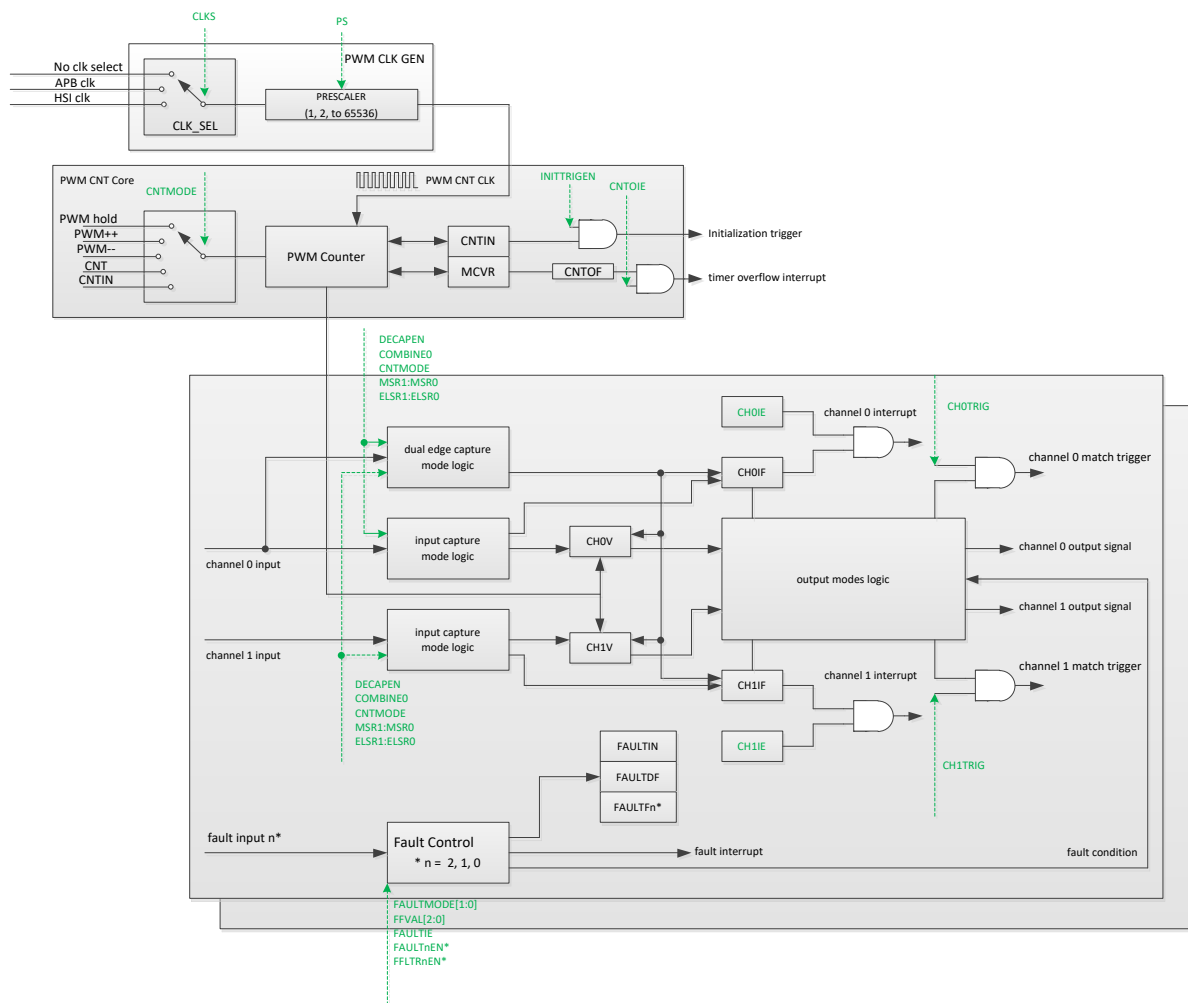 CLKS
PS
PWM CLK GEN
No clk select
APB clk
HSI clk
CLK_SEL
PRESCALER
(1, 2, to 65536)
PWM CNT Core
CNTMODE
PWM CNT CLK
INITTRIGEN
CNTOIE
PWM hold
PWM++
PWM--
CNT
CNTIN
PWM Counter
CNTIN
MCVR
CNTOF
Initialization trigger
timer overflow interrupt
DECAPEN
COMBINE0
CNTMODE
MSR1:MSR0
ELSR1:ELSR0
CH0IE
channel 0 interrupt
CH0TRIG
dual edge capture
mode logic
CH0IF
channel 0 match trigger
input capture
mode logic
CH0V
channel 0 input
output modes logic
channel 0 output signal
channel 1 output signal
input capture
mode logic
CH1V
channel 1 input
CH1IF
channel 1 interrupt
channel 1 match trigger
DECAPEN
COMBINE0
CNTMODE
MSR1:MSR0
ELSR1:ELSR0
CH1IE
CH1TRIG
FAULTIN
FAULTDF
FAULTFn*
fault input n*
Fault Control
* n = 2, 1, 0
fault interrupt
fault condition
FAULTMODE[1:0]
FFVAL[2:0]
FAULTIE
FAULTnEN*
FFLTRnEN*